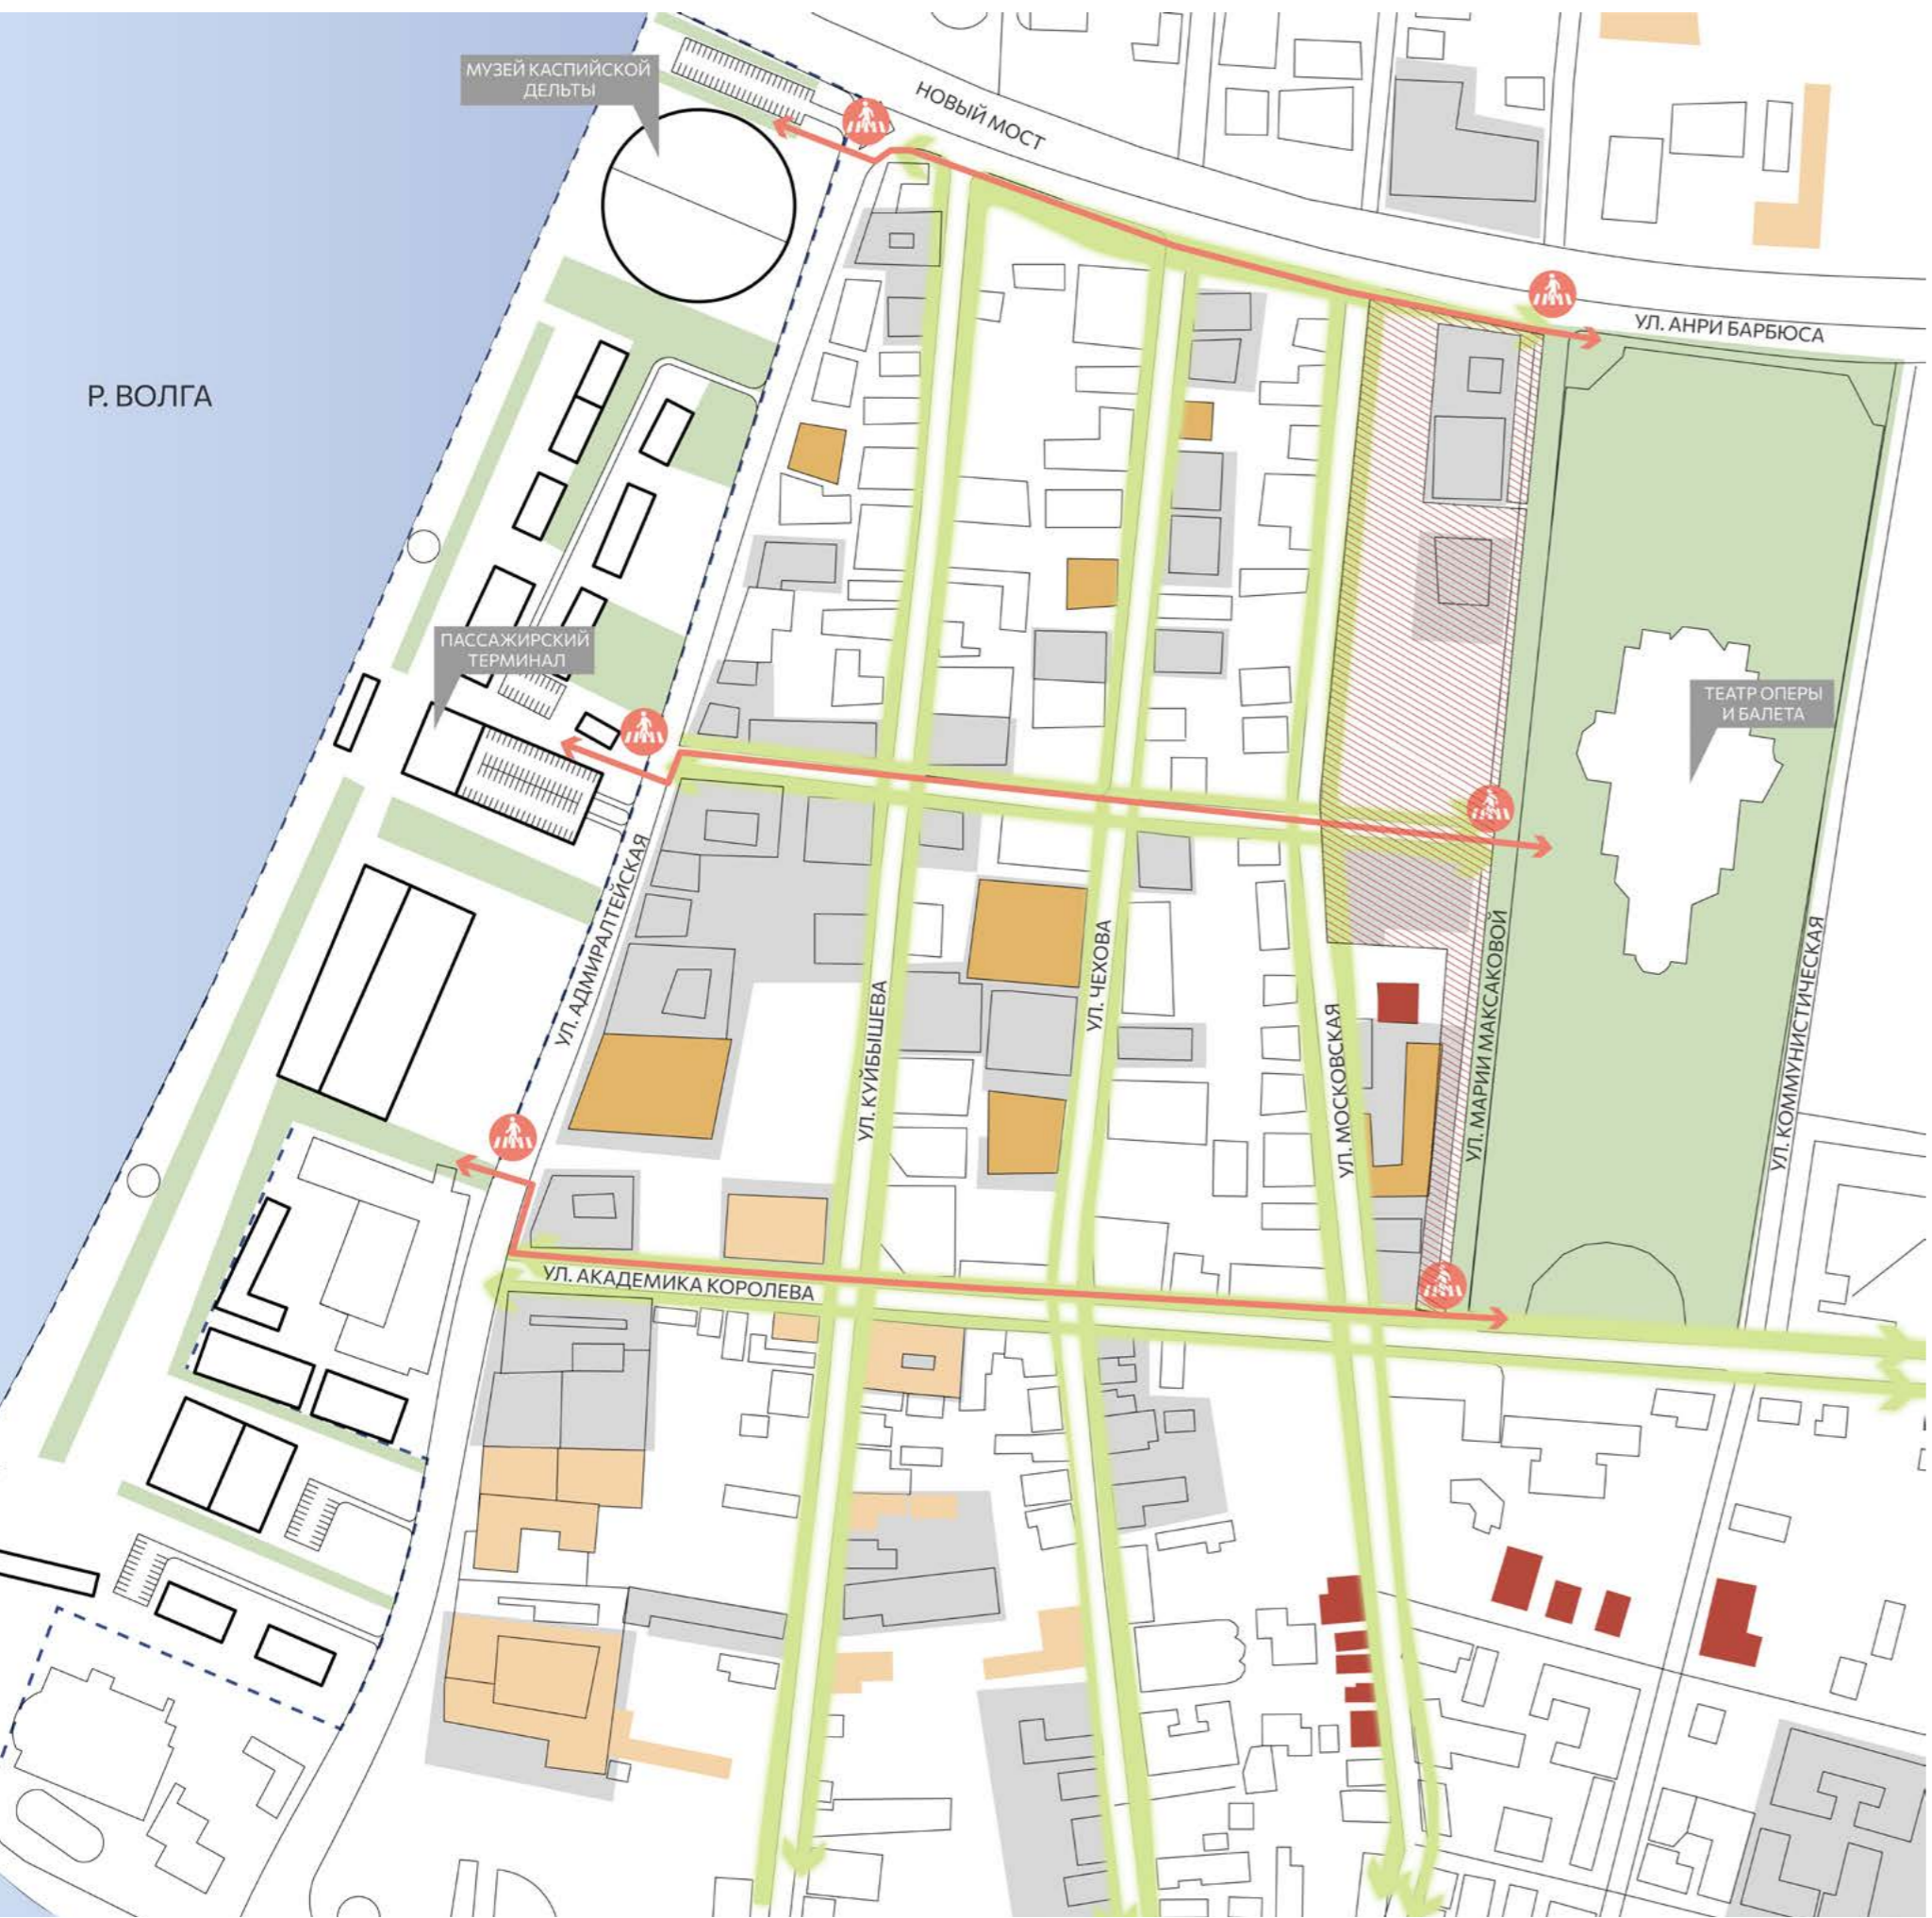 МУЗЕЙ КАСПИЙСКОЙ
ДЕЛЬТЫ
НОВЫЙ МОСТ
УЛ. АНРИ БАРБЮСА
Р. ВОЛГА
ПАССАЖИРСКИЙ
ТЕРМИНАЛ
ТЕАТР ОПЕРЫ
И БАЛЕТА
УЛ. АДМИРАЛТЕЙСКАЯ
УЛ. КУЙБЫШЕВА
УЛ. ЧЕХОВА
УЛ. МОСКОВСКАЯ
УЛ. МАРИИ МАКСАКОВОЙ
УЛ. КОММУНИСТИЧЕСКАЯ
УЛ. АКАДЕМИКА КОРОЛЕВА